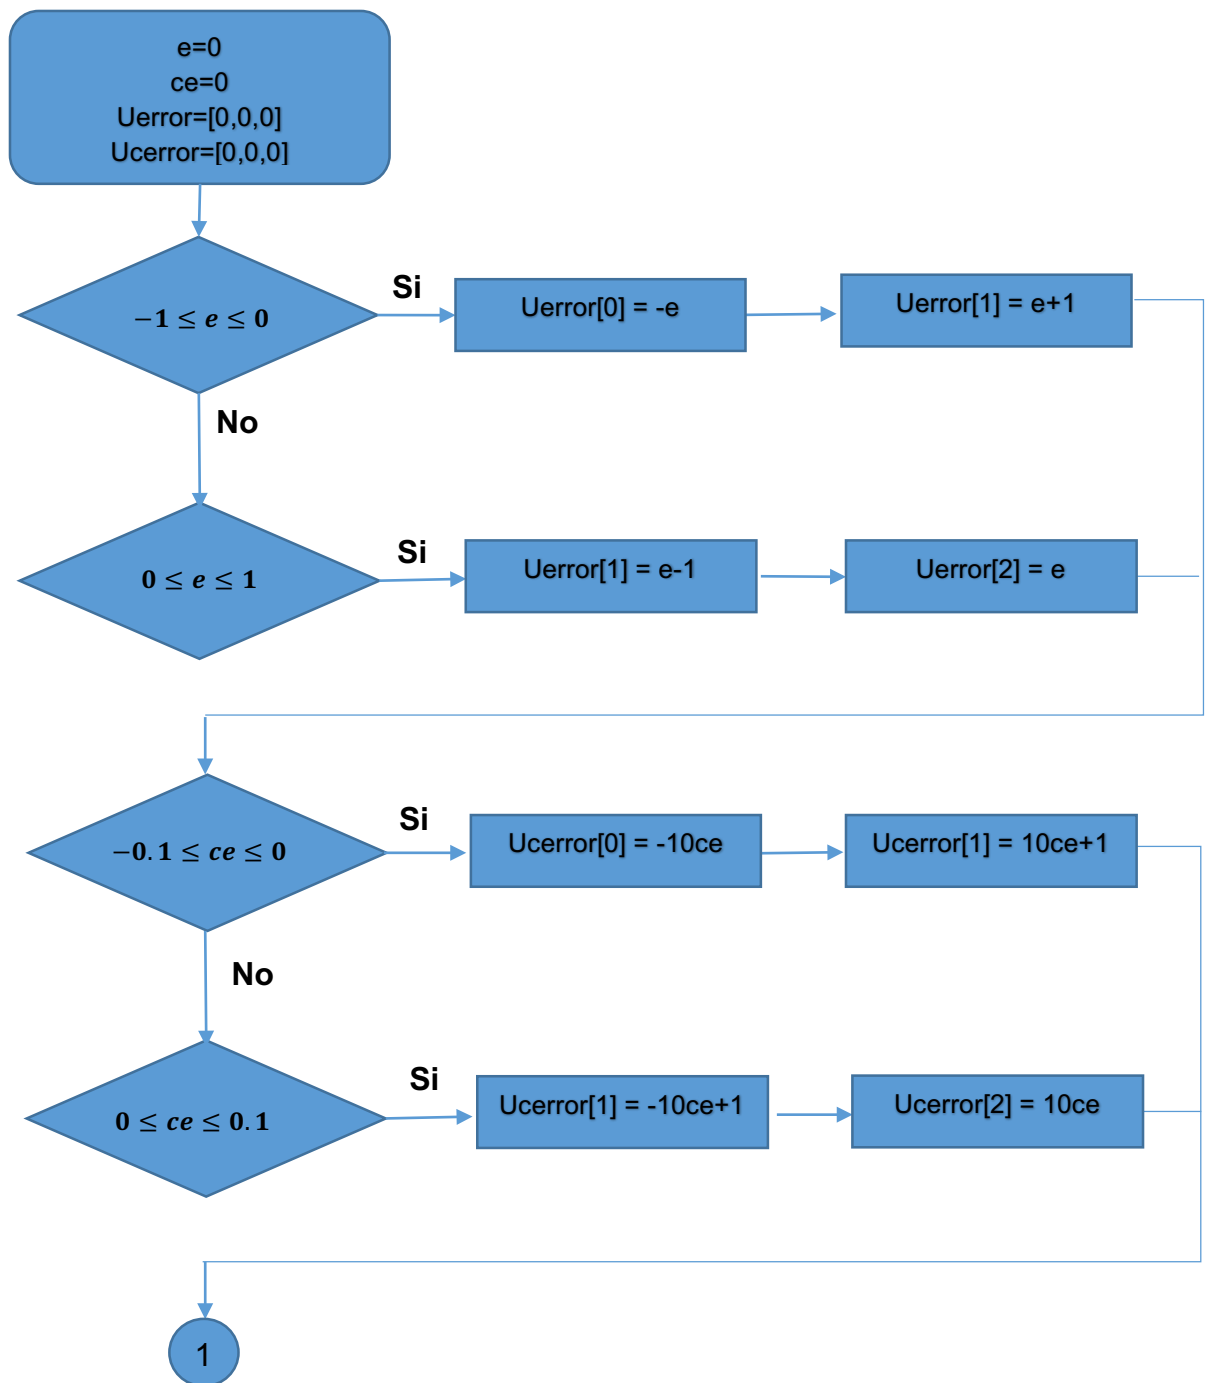 e=0
ce=0
Uerror=[0,0,0]
Ucerror=[0,0,0]
−1 ≤ e ≤ 0
Si
Uerror[0] = -e
Uerror[1] = e+1
No
0 ≤ e ≤ 1
Si
Uerror[1] = e-1
Uerror[2] = e
−0.1 ≤ ce ≤ 0
Si
Ucerror[0] = -10ce
Ucerror[1] = 10ce+1
No
0 ≤ ce ≤ 0.1
Si
Ucerror[1] = -10ce+1
Ucerror[2] = 10ce
1